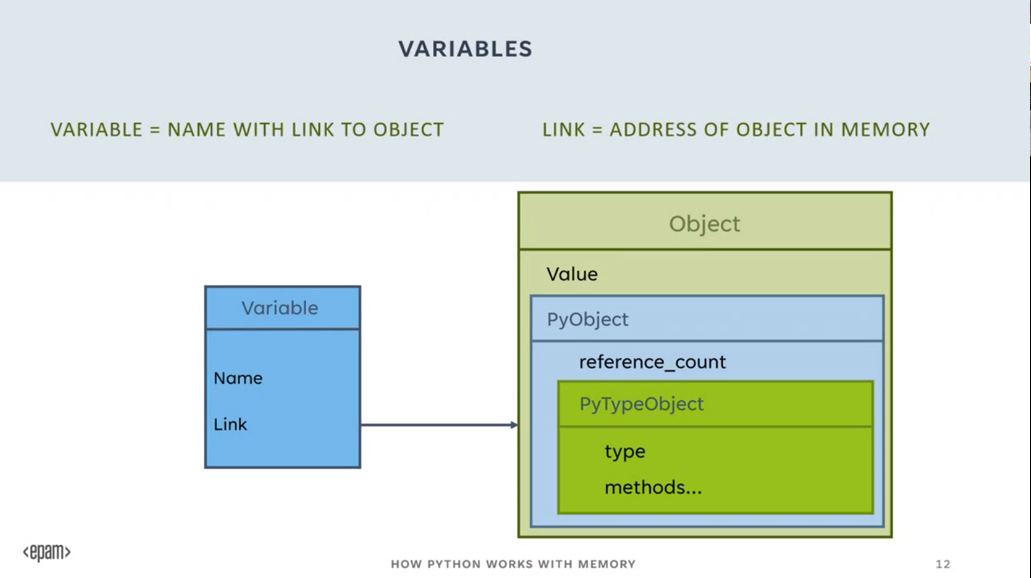 VARIABLES
VARIABLE = NAME WITH LINK TO OBJECT
LINK = ADDRESS OF OBJECT IN MEMORY
Variable
Name
Link
Object
Value
PyObject
reference_count
PyTypeObject
type
methods...
<epam>
HOW PYTHON WORKS WITH MEMORY
12